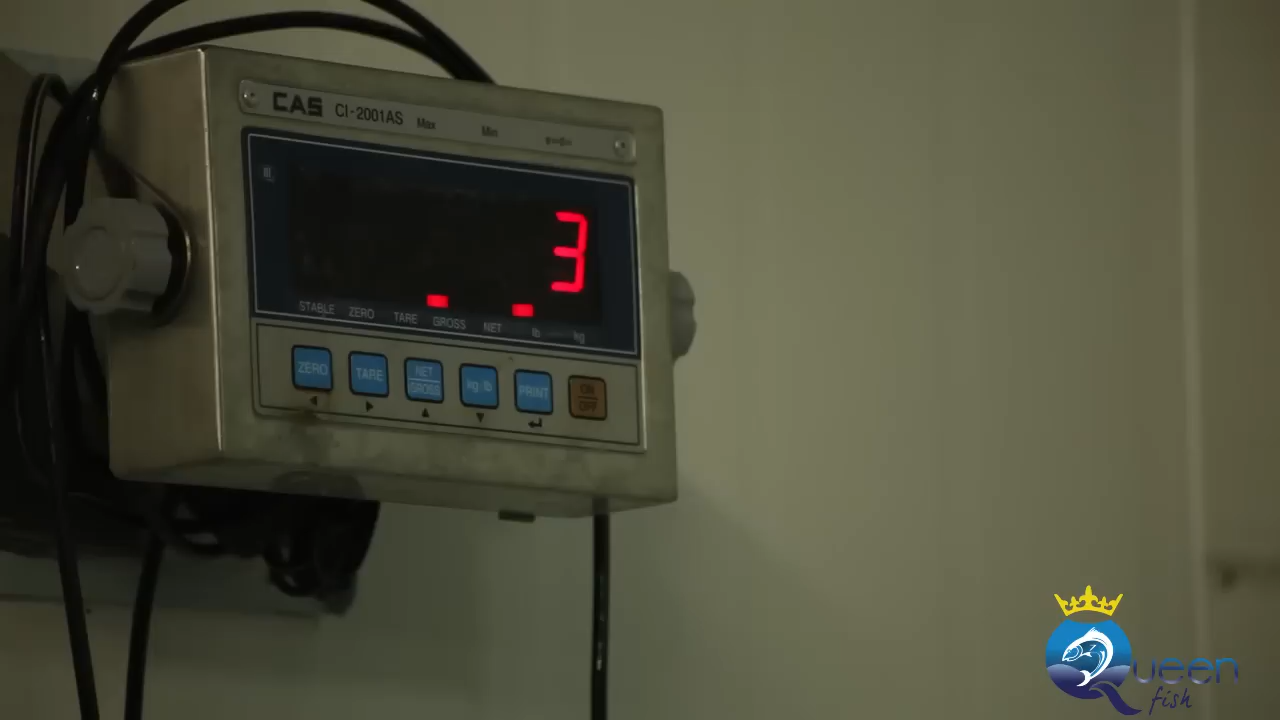 CAS CI-2001AS Max Min
3
STABLE ZERO TARE GROSS NET lb kg
ZERO TARE NET GROSS kg·lb PRINT ON OFF
Queen
fish